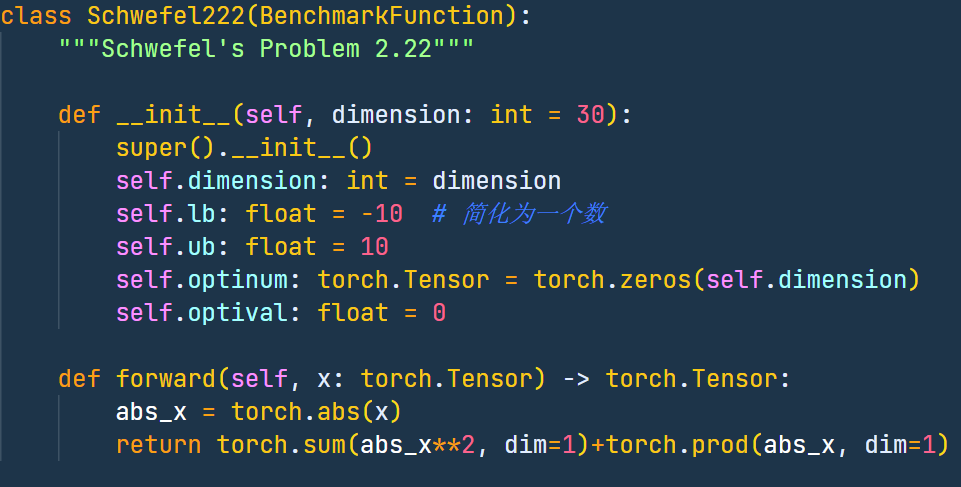 class Schwefel222(BenchmarkFunction):
    """Schwefel's Problem 2.22"""
    def __init__(self, dimension: int = 30):
        super().__init__()
        self.dimension: int = dimension
        self.lb: float = -10  # 简化为一个数
        self.ub: float = 10
        self.optinum: torch.Tensor = torch.zeros(self.dimension)
        self.optival: float = 0
    def forward(self, x: torch.Tensor) -> torch.Tensor:
        abs_x = torch.abs(x)
        return torch.sum(abs_x**2, dim=1)+torch.prod(abs_x, dim=1)